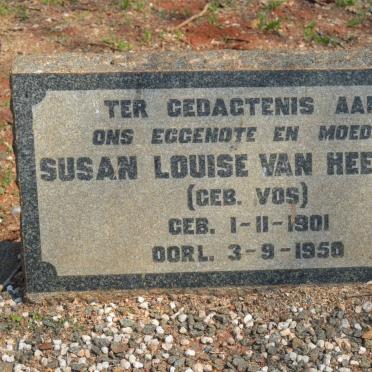 TER GEDAGTENIS AA
ONS EGGENOTE EN MOED
SUSAN LOUISE VAN HEE
(GEB. VOS)
GEB. 1-11-1901
OORL. 3-9-1950